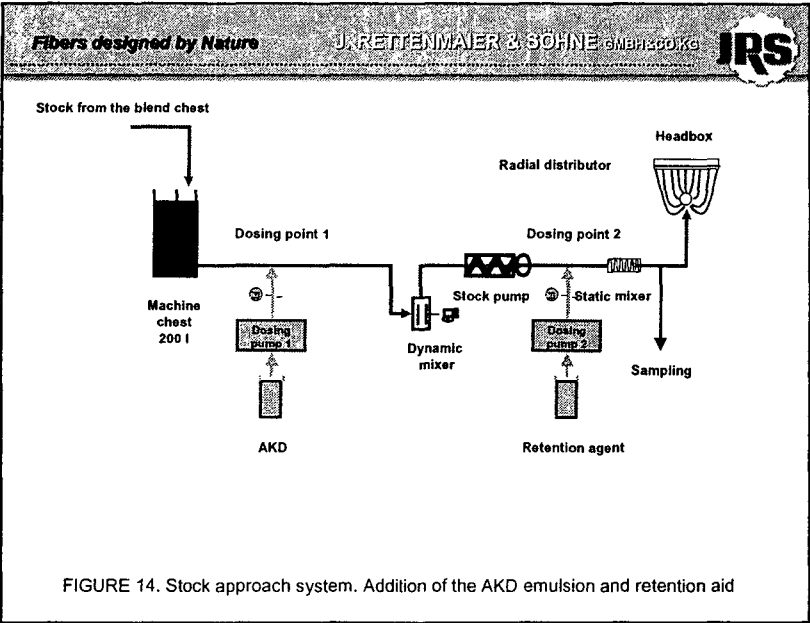 Fibers designed by Nature
J. RETTENMAIER & SÖHNE GMBH&CO.KG
JRS
Stock from the blend chest
Headbox
Radial distributor
Dosing point 1
Dosing point 2
Machine
chest
200 l
Stock pump
Static mixer
Dosing
pump 1
Dosing
pump 2
Dynamic
mixer
Sampling
AKD
Retention agent
FIGURE 14. Stock approach system. Addition of the AKD emulsion and retention aid